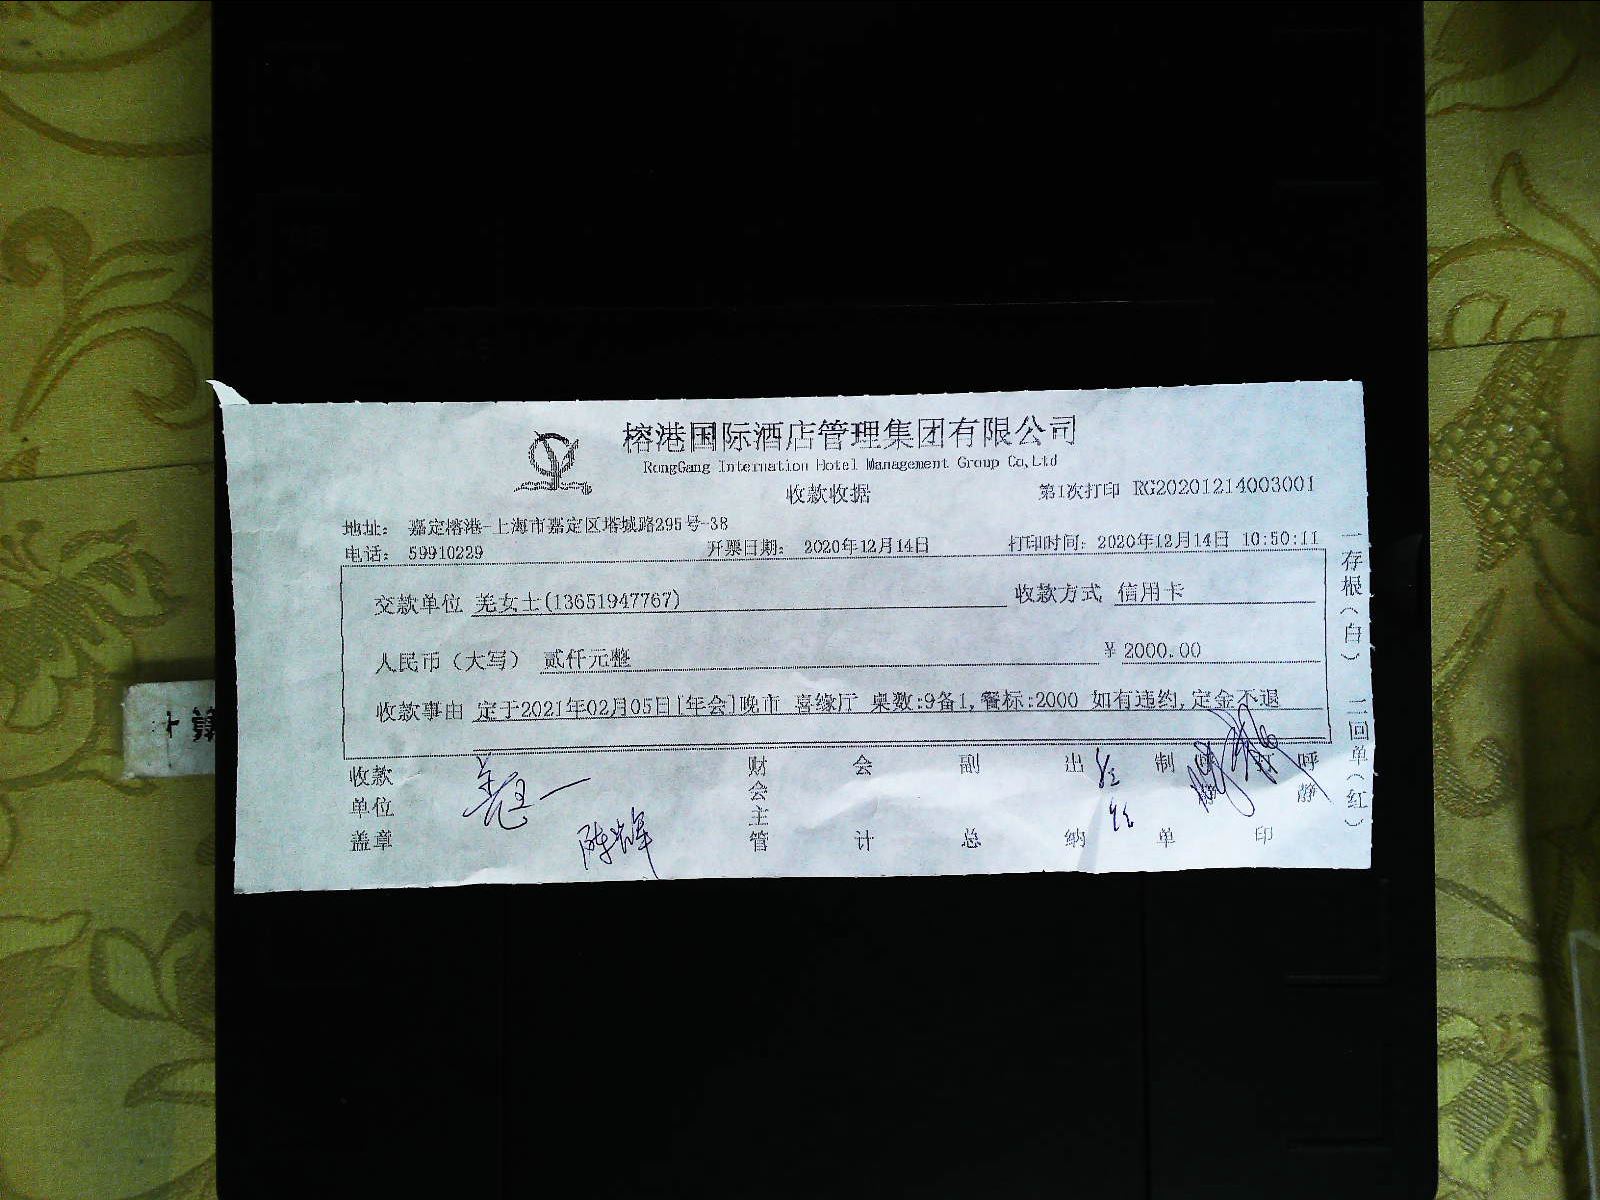 榕港国际酒店管理集团有限公司
RongGang Internation Hotel Management Group Co,Ltd
收款收据
第1次打印 RG20201214003001
地址： 嘉定榕港-上海市嘉定区塔城路295号-3B
电话： 59910229 开票日期： 2020年12月14日 打印时间： 2020年12月14日 10:50:11
交款单位 羌女士(13651947767) 收款方式 信用卡
人民币（大写） 贰仟元整 ￥ 2000.00
收款事由 定于2021年02月05日[年会]晚市 喜缘厅 桌数:9备1,餐标:2000 如有违约,定金不退
收款单位盖章
陈辉
财会主管
会计
副总
出纳
制单
呼静
打印
呼静
一存根（白） 二回单（红）